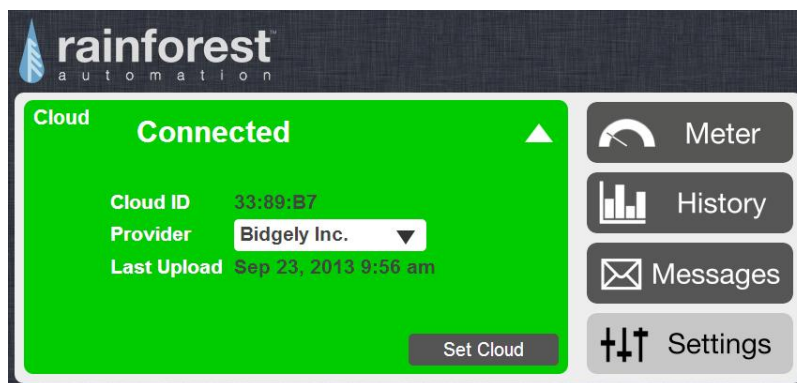 rainforest™
automation
Cloud
Connected
Cloud ID 33:89:B7
Provider Bidgely Inc.
Last Upload Sep 23, 2013 9:56 am
Set Cloud
Meter
History
Messages
Settings